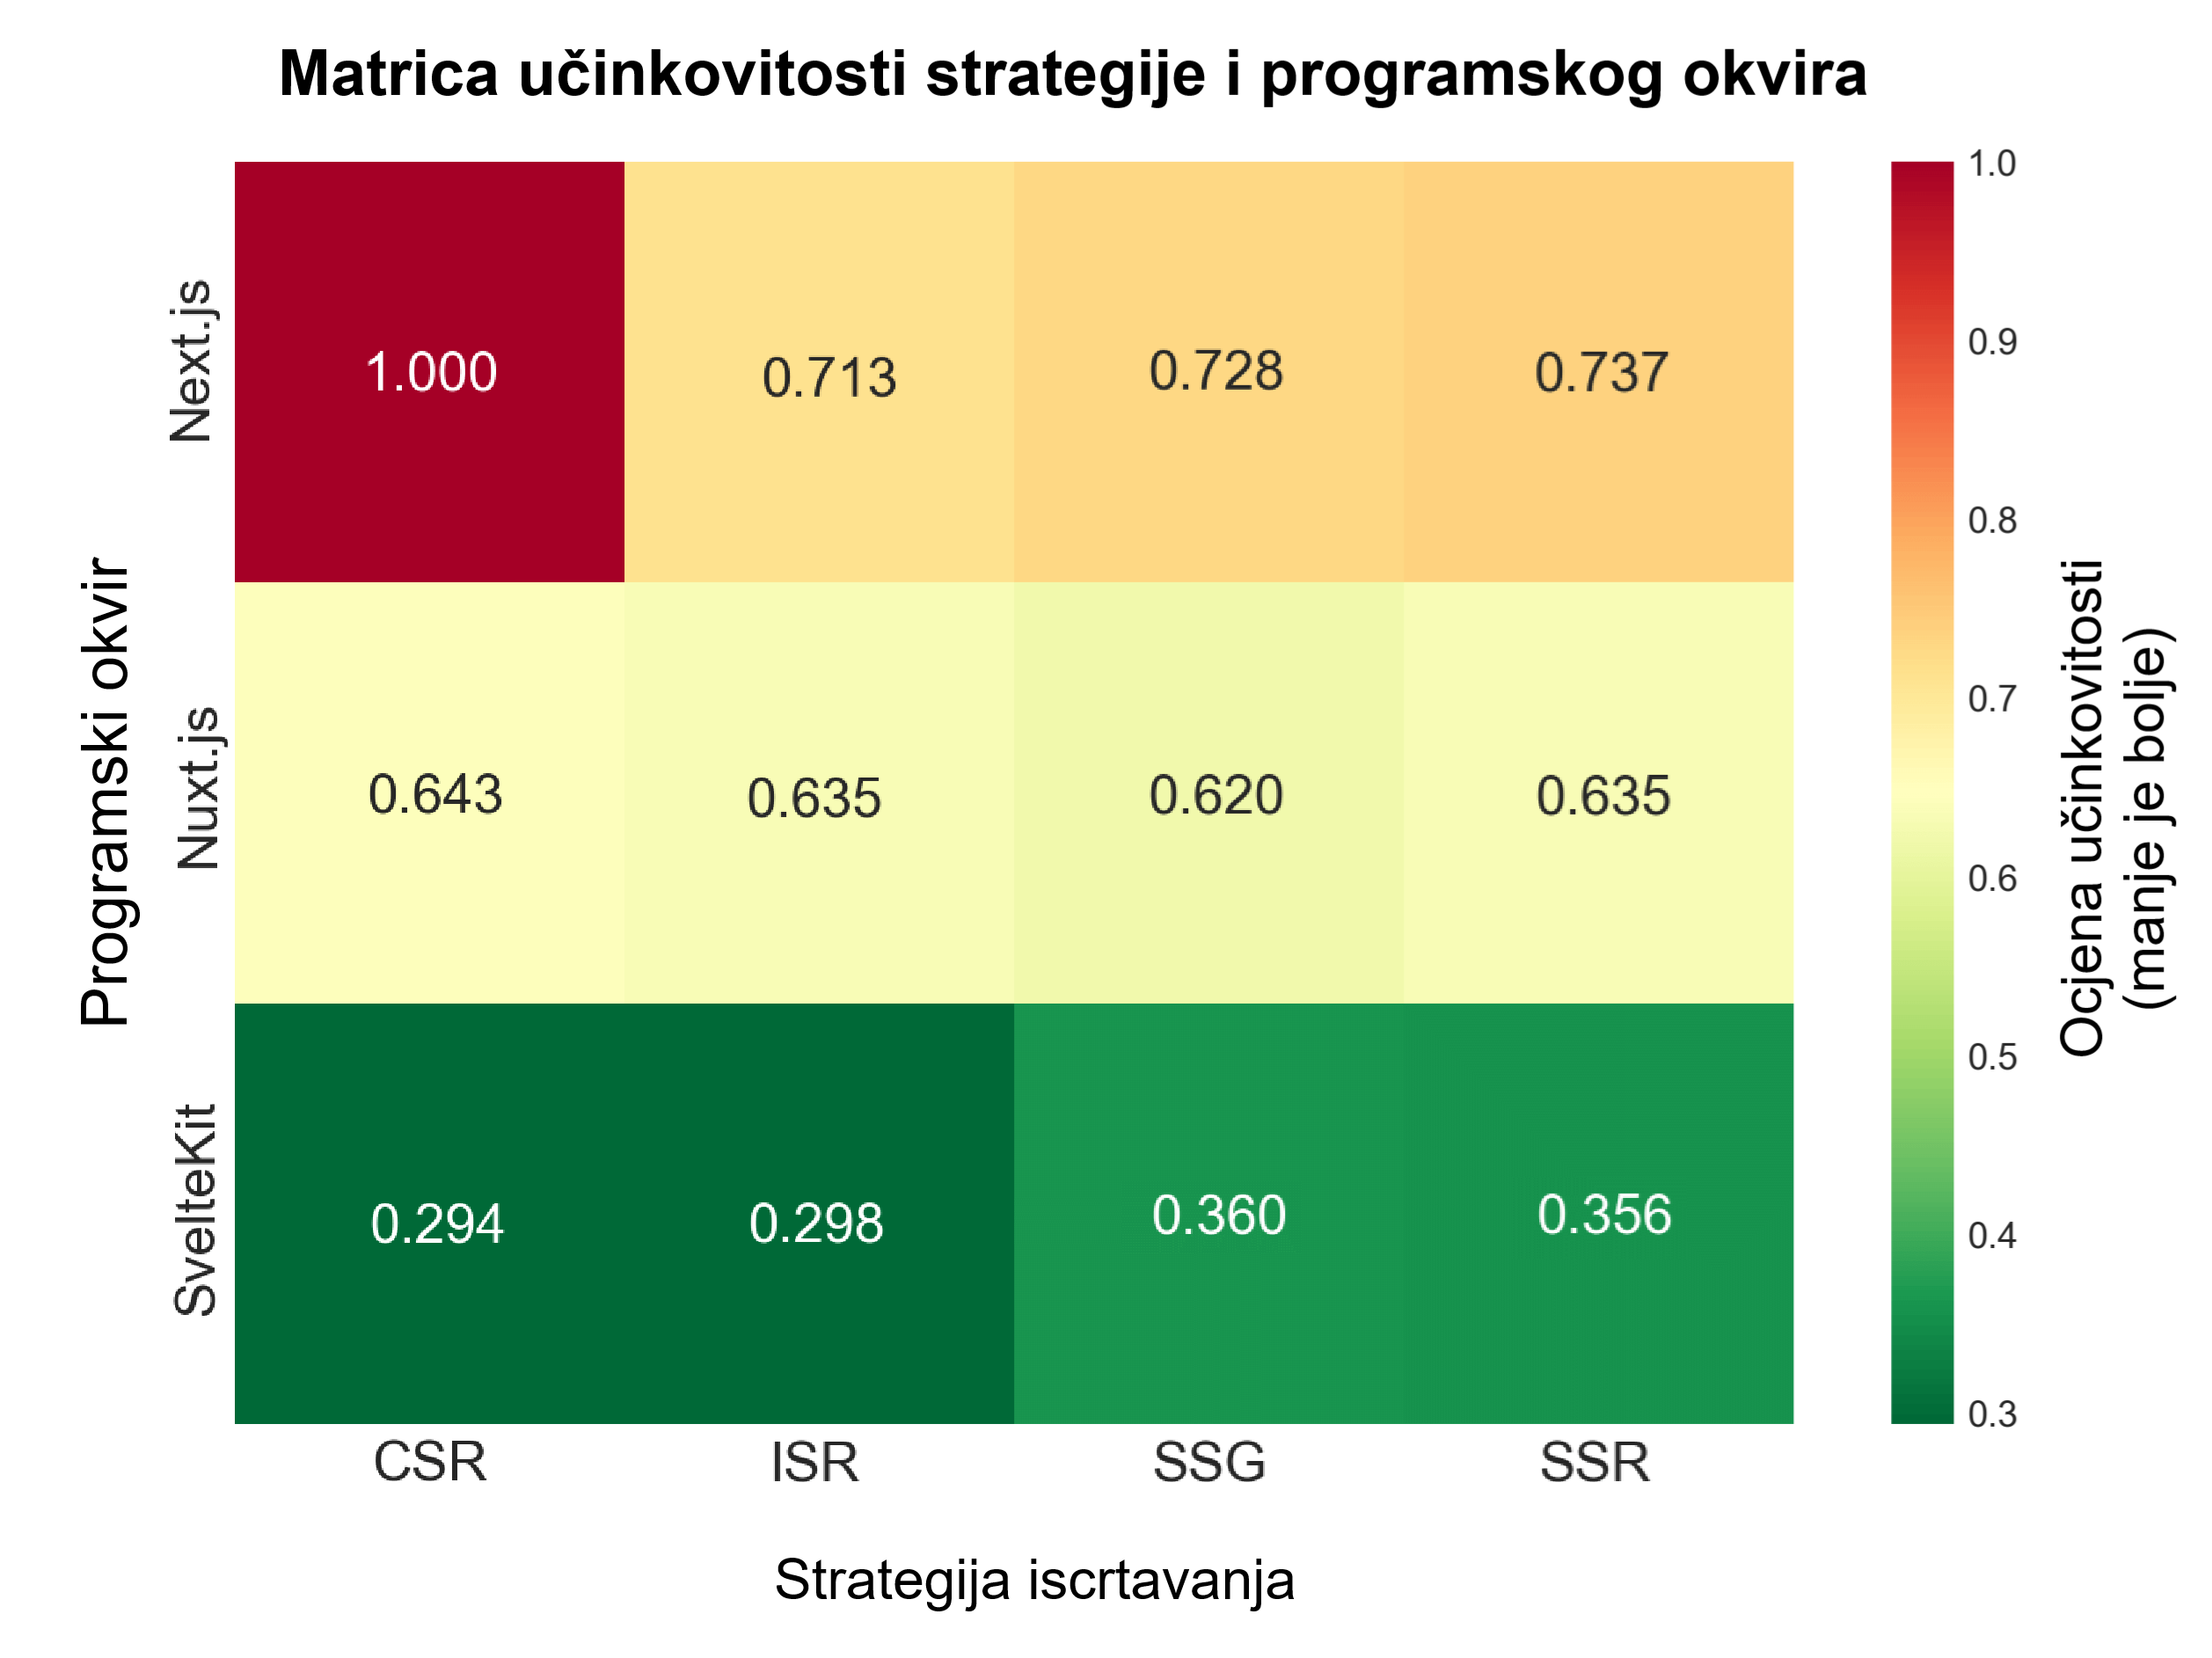 Matrica učinkovitosti strategije i programskog okvira
Programski okvir
Next.js
1.000
0.713
0.728
0.737
Nuxt.js
0.643
0.635
0.620
0.635
SvelteKit
0.294
0.298
0.360
0.356
CSR
ISR
SSG
SSR
Strategija iscrtavanja
1.0
0.9
0.8
0.7
0.6
0.5
0.4
0.3
Ocjena učinkovitosti
(manje je bolje)